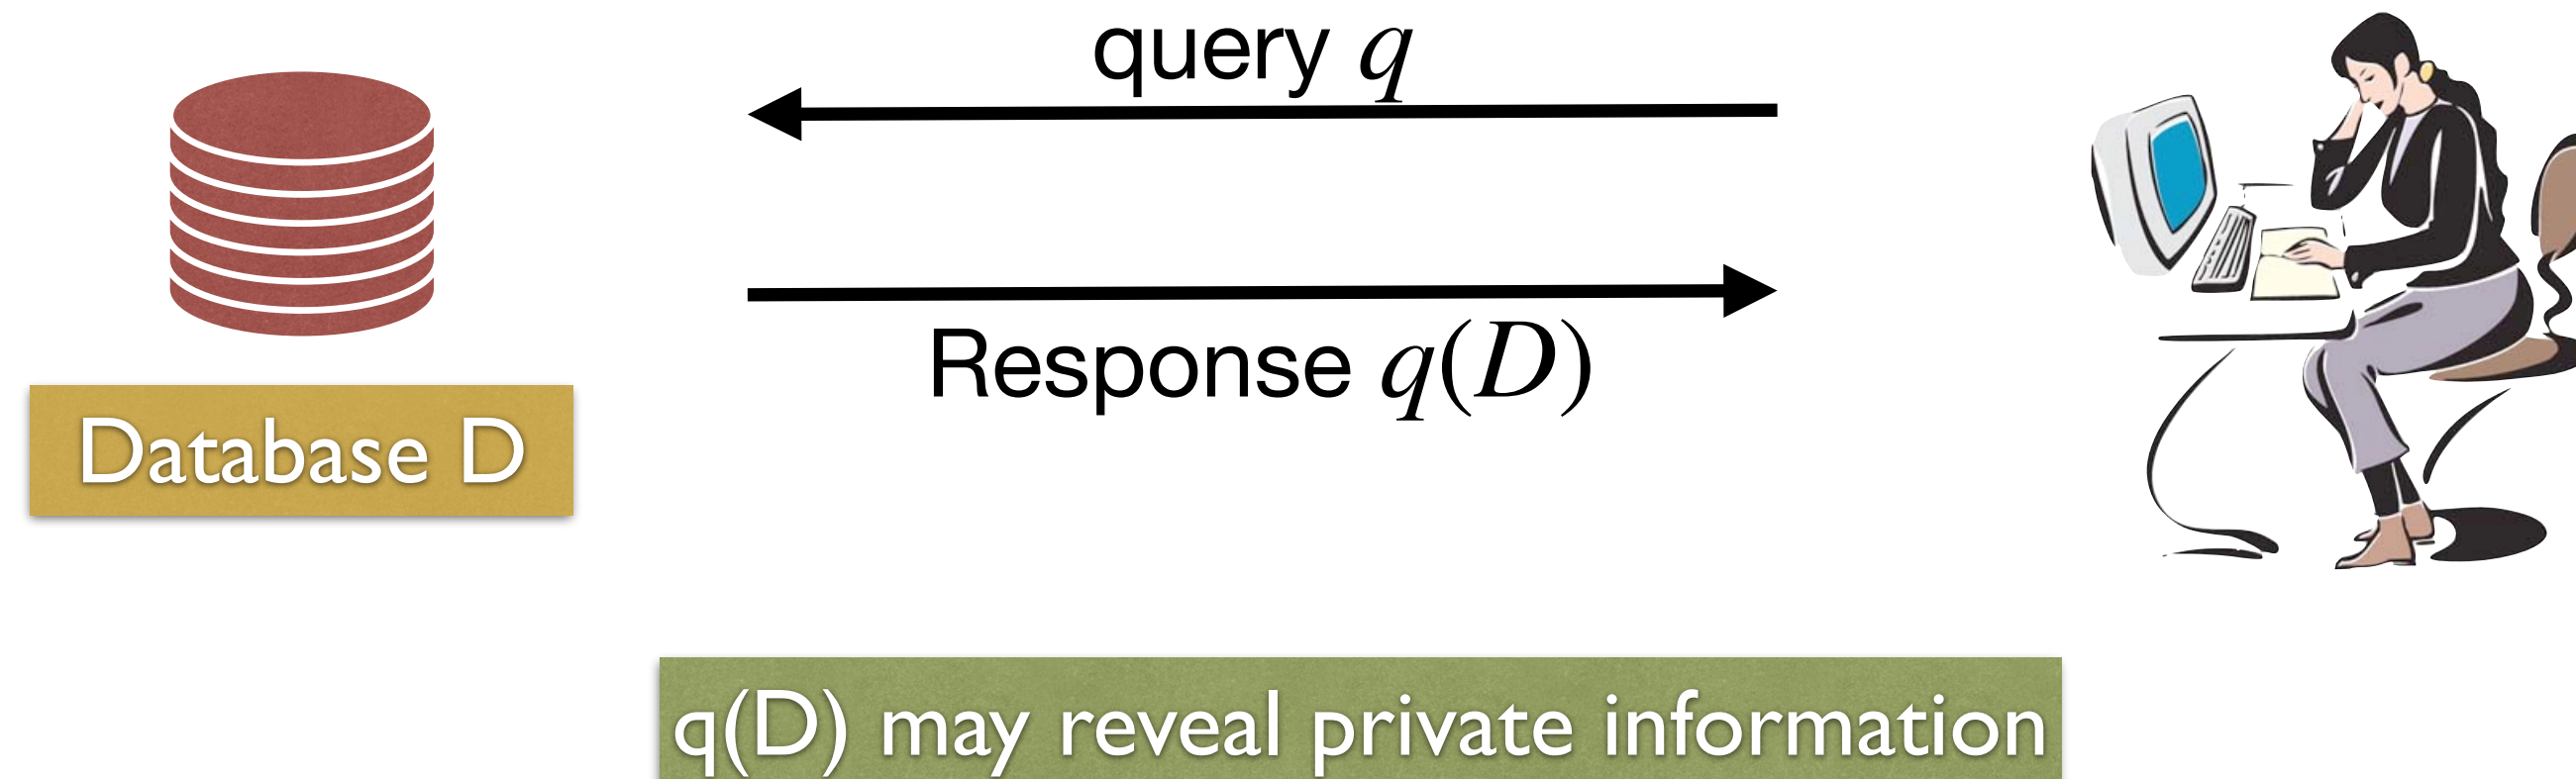 query q
Response q(D)
Database D
q(D) may reveal private information